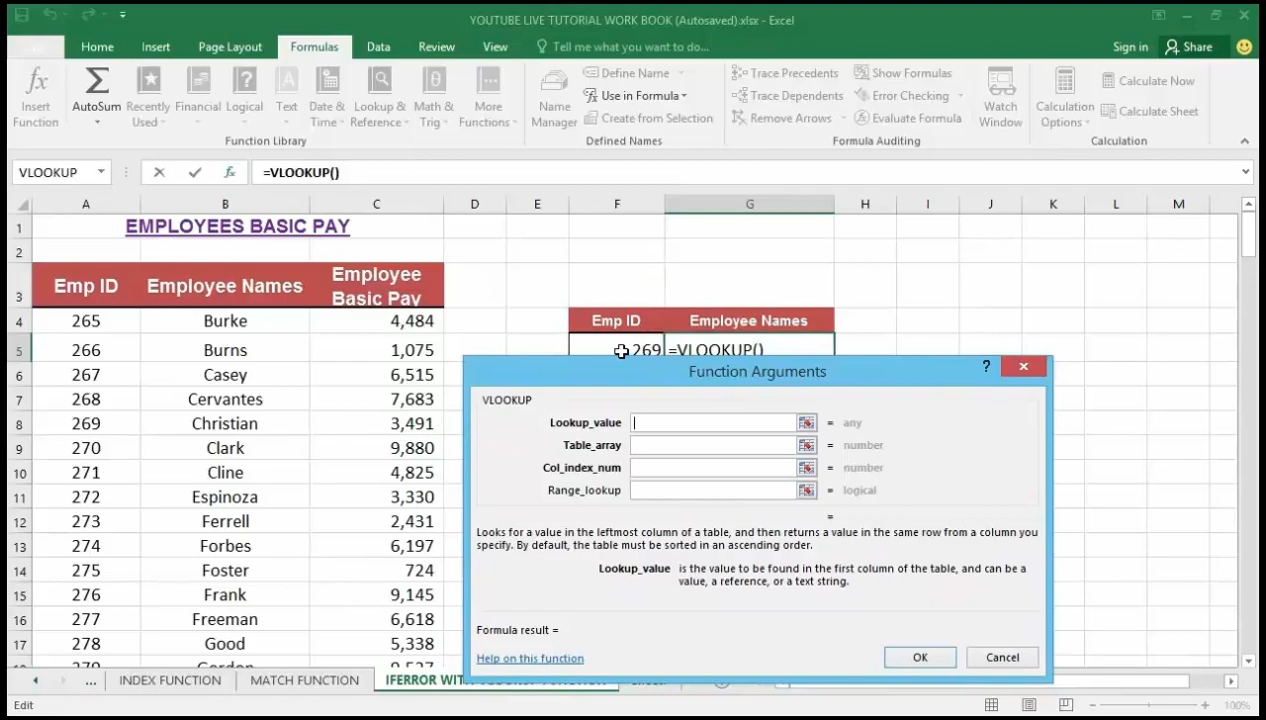 YOUTUBE LIVE TUTORIAL WORK BOOK (Autosaved).xlsx - Excel
Home Insert Page Layout Formulas Data Review View Tell me what you want to do... Sign in Share
Insert Function
AutoSum
Recently Used
Financial
Logical
Text
Date & Time
Lookup & Reference
Math & Trig
More Functions
Function Library
Name Manager
Define Name
Use in Formula
Create from Selection
Defined Names
Trace Precedents
Trace Dependents
Remove Arrows
Show Formulas
Error Checking
Evaluate Formula
Formula Auditing
Watch Window
Calculation Options
Calculate Now
Calculate Sheet
Calculation
VLOOKUP fx =VLOOKUP()
A B C D E F G H I J K L M
1 EMPLOYEES BASIC PAY
2
3 Emp ID Employee Names Employee Basic Pay
4 265 Burke 4,484 Emp ID Employee Names
5 266 Burns 1,075 269 =VLOOKUP()
6 267 Casey 6,515
7 268 Cervantes 7,683
8 269 Christian 3,491
9 270 Clark 9,880
10 271 Cline 4,825
11 272 Espinoza 3,330
12 273 Ferrell 2,431
13 274 Forbes 6,197
14 275 Foster 724
15 276 Frank 9,145
16 277 Freeman 6,618
17 278 Good 5,338
Function Arguments ?
VLOOKUP
Lookup_value = any
Table_array = number
Col_index_num = number
Range_lookup = logical
=
Looks for a value in the leftmost column of a table, and then returns a value in the same row from a column you
specify. By default, the table must be sorted in an ascending order.
Lookup_value is the value to be found in the first column of the table, and can be a
value, a reference, or a text string.
Formula result =
Help on this function
OK Cancel
... INDEX FUNCTION MATCH FUNCTION IFERROR
Edit 100%